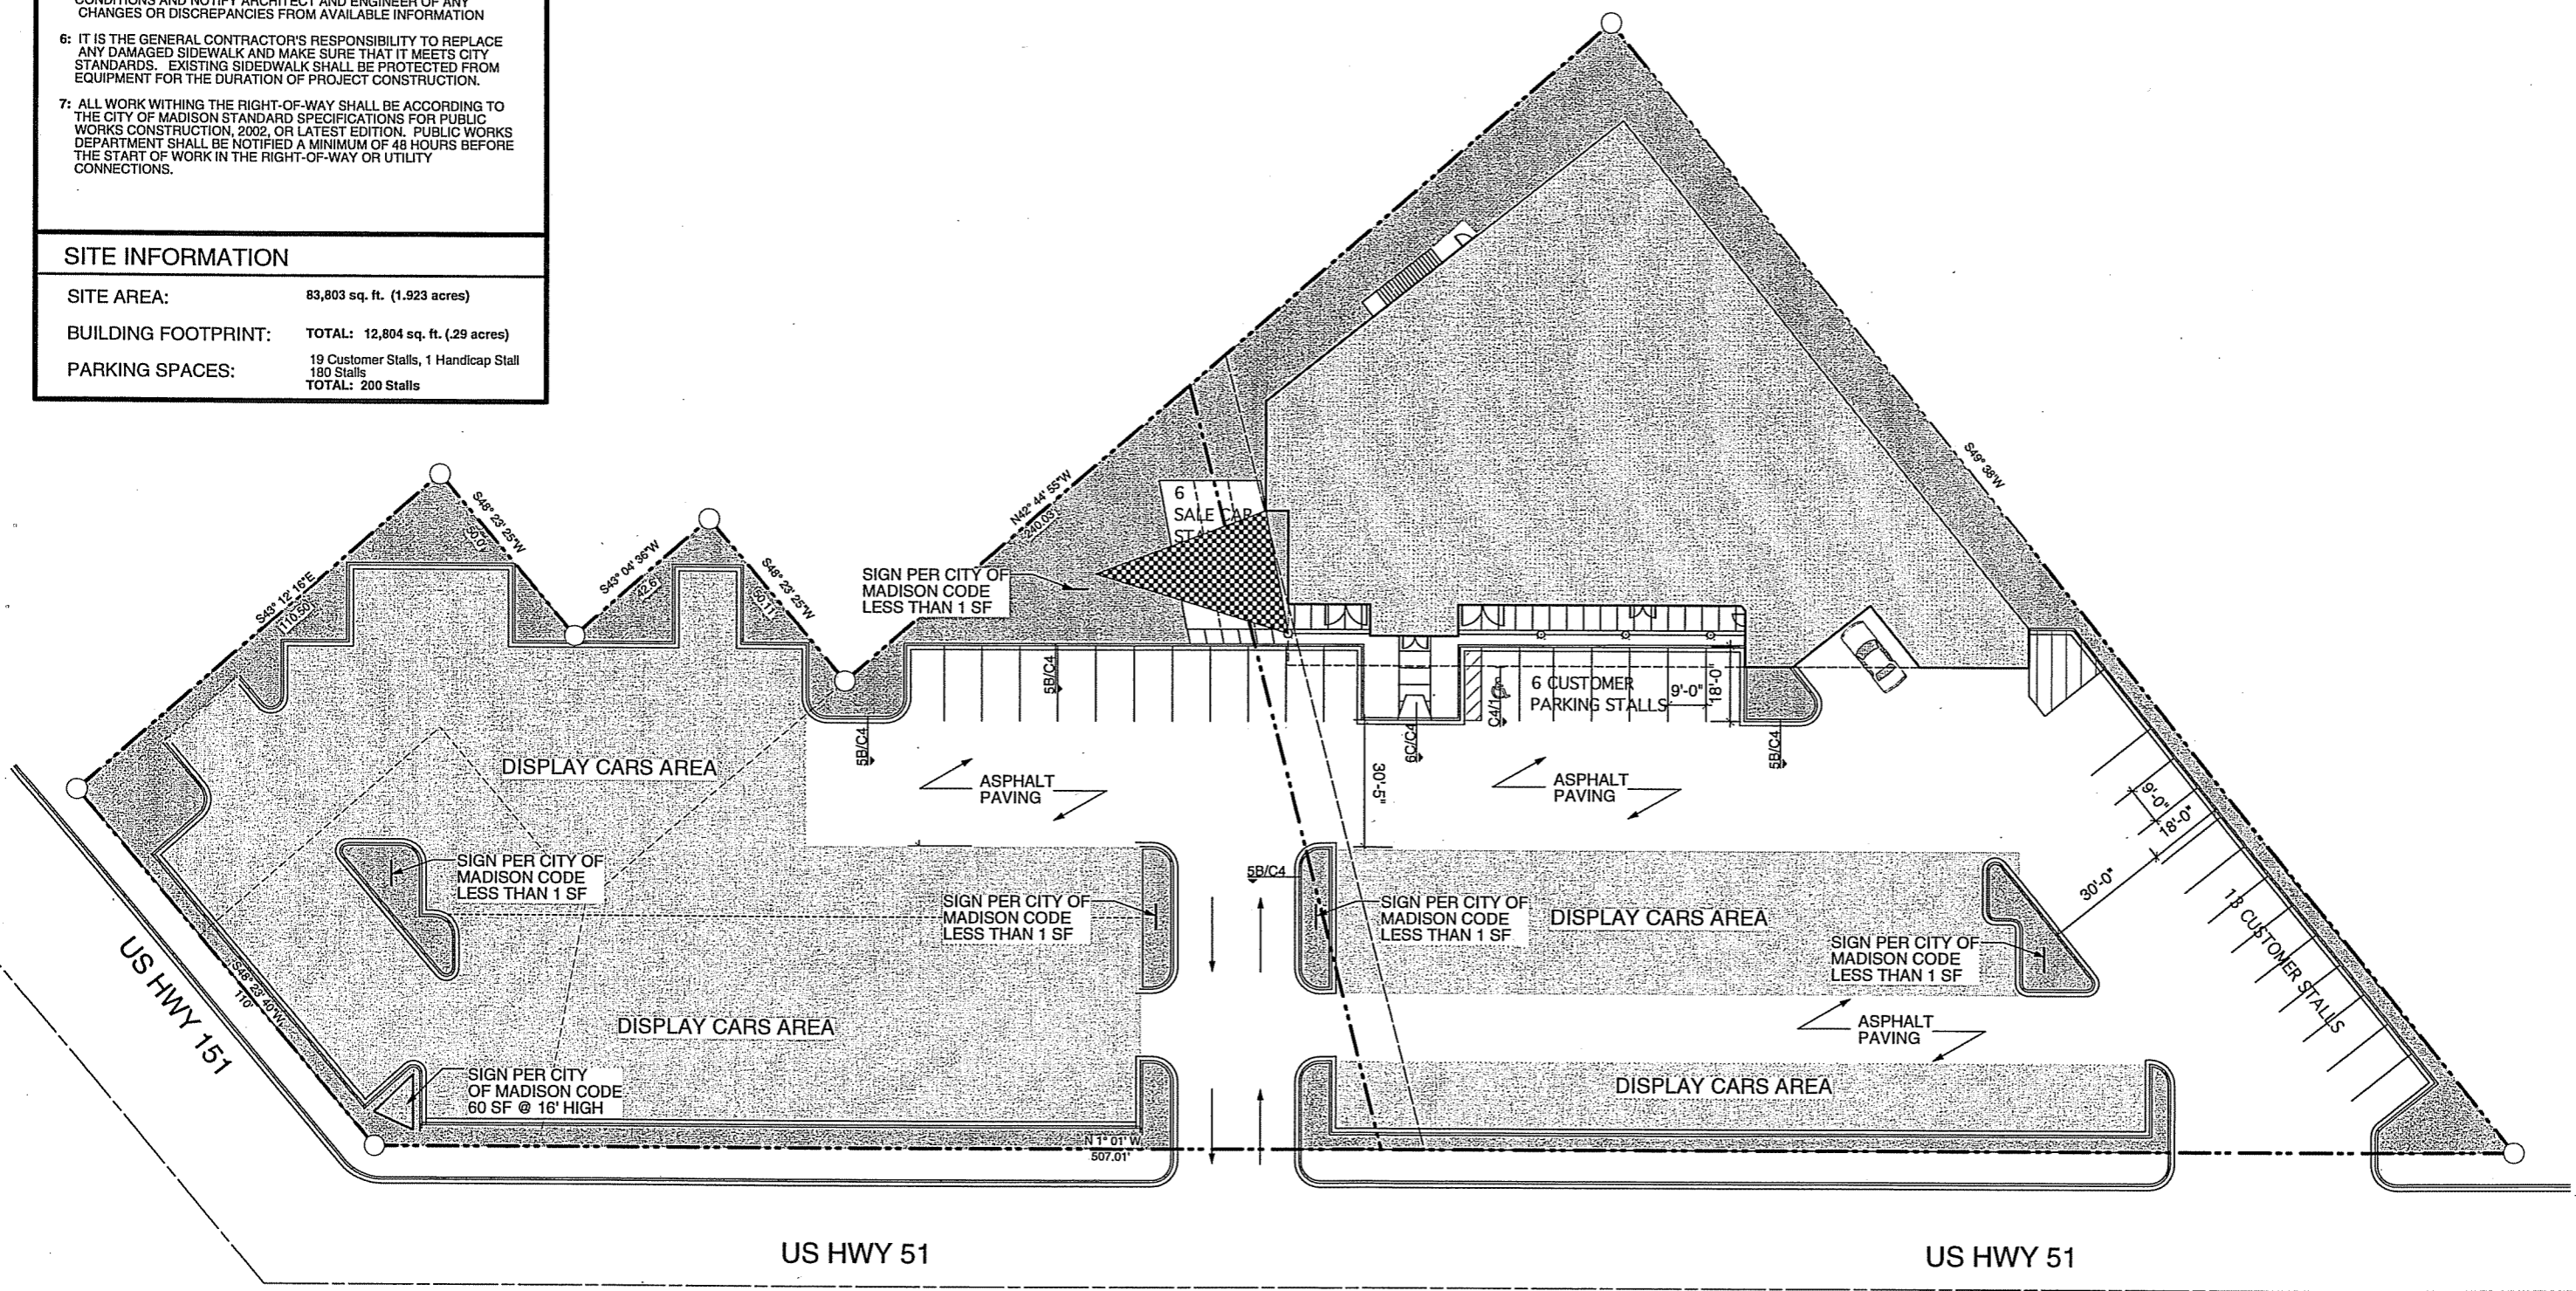 CONDITIONS AND NOTIFY ARCHITECT AND ENGINEER OF ANY
CHANGES OR DISCREPANCIES FROM AVAILABLE INFORMATION
6: IT IS THE GENERAL CONTRACTOR'S RESPONSIBILITY TO REPLACE
ANY DAMAGED SIDEWALK AND MAKE SURE THAT IT MEETS CITY
STANDARDS. EXISTING SIDEDWALK SHALL BE PROTECTED FROM
EQUIPMENT FOR THE DURATION OF PROJECT CONSTRUCTION.
7: ALL WORK WITHING THE RIGHT-OF-WAY SHALL BE ACCORDING TO
THE CITY OF MADISON STANDARD SPECIFICATIONS FOR PUBLIC
WORKS CONSTRUCTION, 2002, OR LATEST EDITION. PUBLIC WORKS
DEPARTMENT SHALL BE NOTIFIED A MINIMUM OF 48 HOURS BEFORE
THE START OF WORK IN THE RIGHT-OF-WAY OR UTILITY
CONNECTIONS.
SITE INFORMATION
SITE AREA: 83,803 sq. ft. (1.923 acres)
BUILDING FOOTPRINT: TOTAL: 12,804 sq. ft. (.29 acres)
PARKING SPACES: 19 Customer Stalls, 1 Handicap Stall
180 Stalls
TOTAL: 200 Stalls
S49° 38'W
N42° 44' 55"W
240.03'
S48° 23' 25"W
50.0'
S43° 04' 36"W
42.6'
S48° 23' 25"W
50.11'
S43° 12' 16"E
110.50'
6
SALE CAR
SIGN PER CITY OF
MADISON CODE
LESS THAN 1 SF
5B/C4
6 CUSTOMER
PARKING STALLS
9'-0"
18'-0"
C4/1
5B/C4
6C/C4
5B/C4
DISPLAY CARS AREA
ASPHALT
PAVING
30'-5"
ASPHALT
PAVING
9'-0"
18'-0"
30'-0"
13 CUSTOMER STALLS
SIGN PER CITY OF
MADISON CODE
LESS THAN 1 SF
5B/C4
SIGN PER CITY OF
MADISON CODE
LESS THAN 1 SF
SIGN PER CITY OF
MADISON CODE
LESS THAN 1 SF
DISPLAY CARS AREA
SIGN PER CITY OF
MADISON CODE
LESS THAN 1 SF
US HWY 151
S48° 23' 40"W
110'
DISPLAY CARS AREA
ASPHALT
PAVING
SIGN PER CITY
OF MADISON CODE
60 SF @ 16' HIGH
DISPLAY CARS AREA
N 1° 01' W
507.01'
US HWY 51
US HWY 51